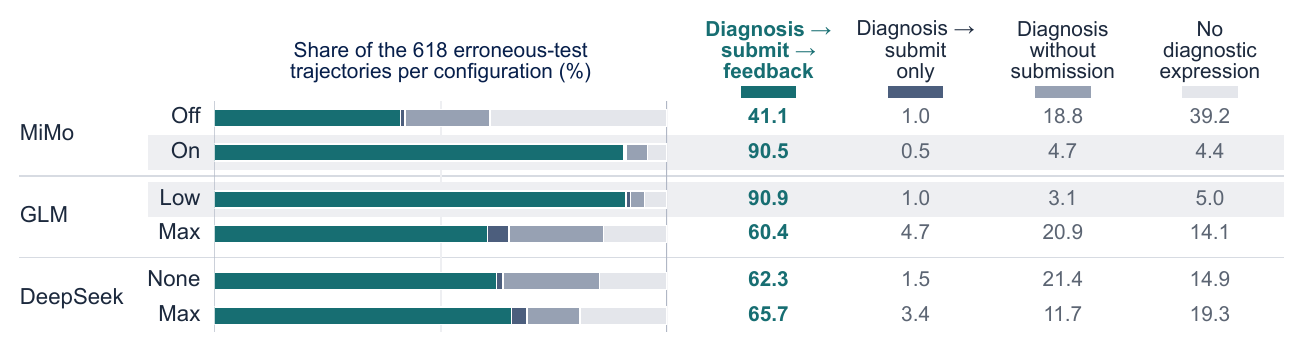 Share of the 618 erroneous-test
trajectories per configuration (%)
Diagnosis →
submit →
feedback
Diagnosis →
submit
only
Diagnosis
without
submission
No
diagnostic
expression
MiMo
Off 41.1 1.0 18.8 39.2
On 90.5 0.5 4.7 4.4
GLM
Low 90.9 1.0 3.1 5.0
Max 60.4 4.7 20.9 14.1
DeepSeek
None 62.3 1.5 21.4 14.9
Max 65.7 3.4 11.7 19.3